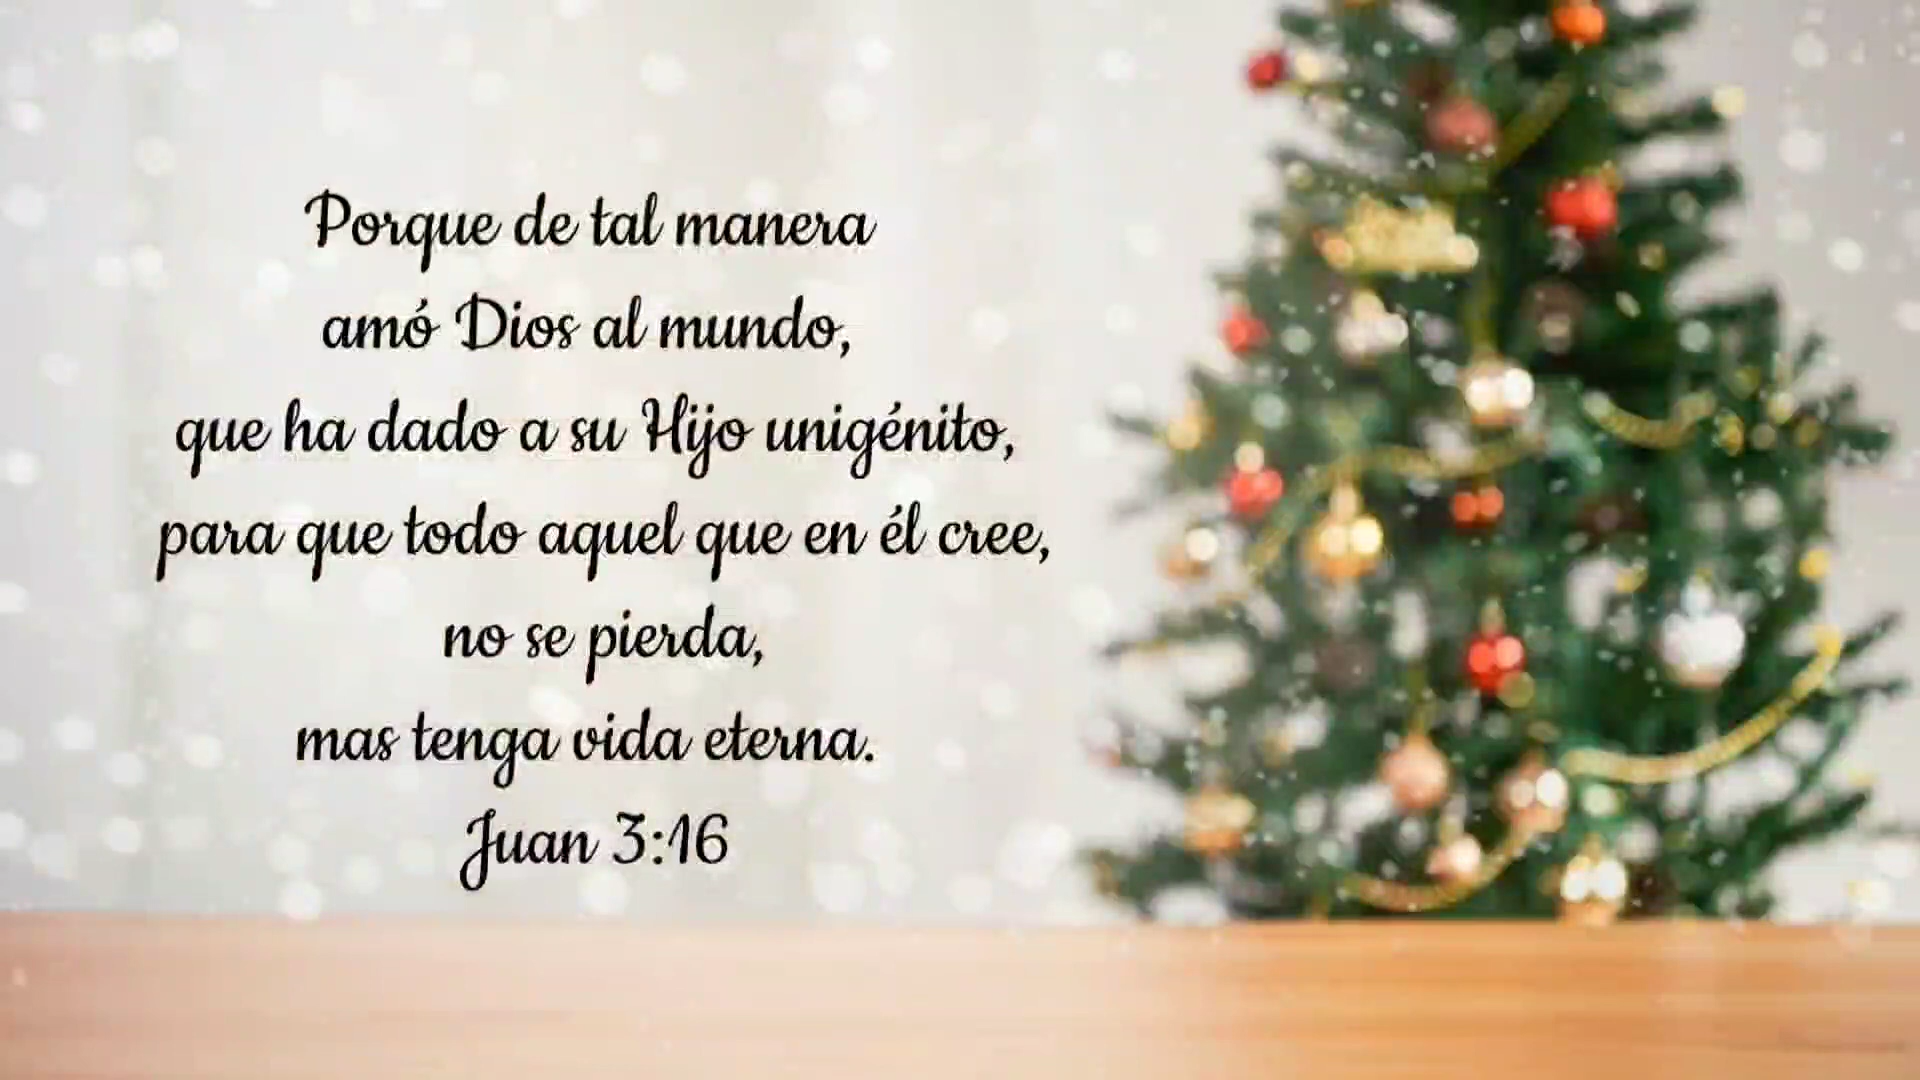 Porque de tal manera
amó Dios al mundo,
que ha dado a su Hijo unigénito,
para que todo aquel que en él cree,
no se pierda,
mas tenga vida eterna.
Juan 3:16